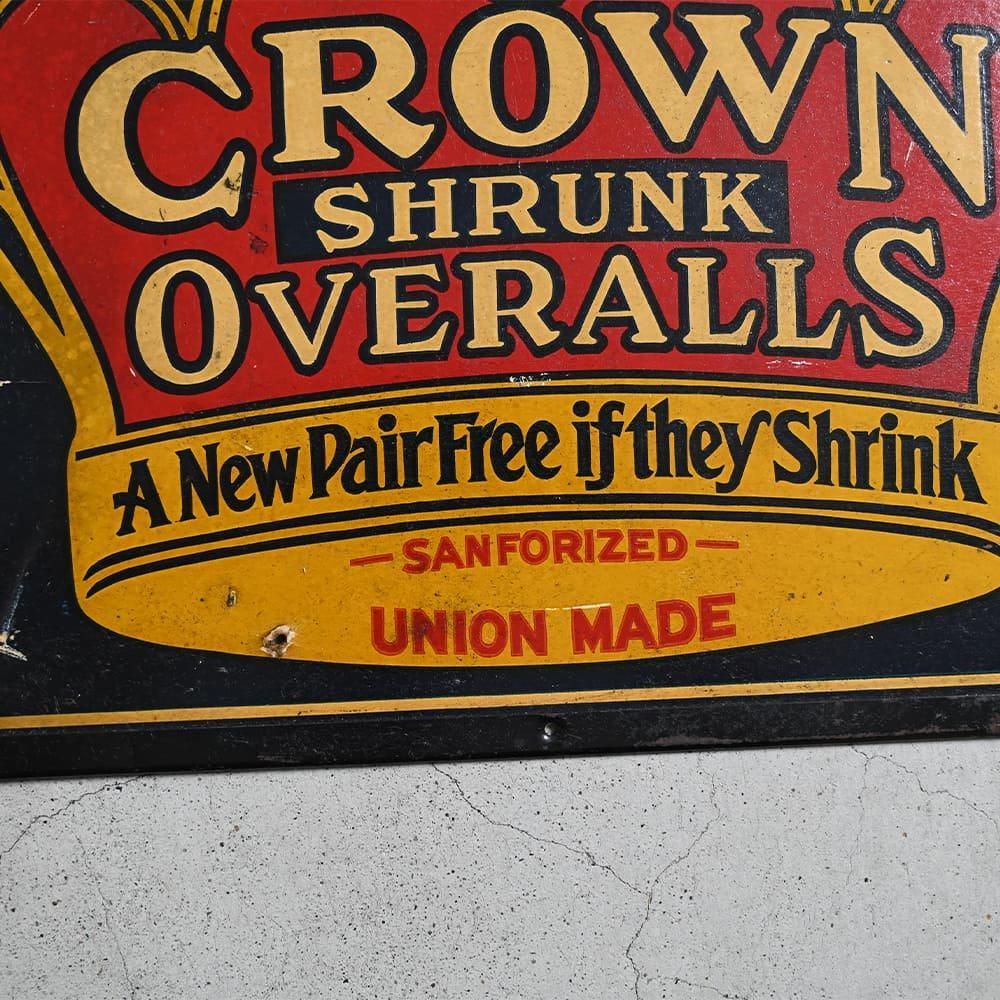 CROWN
SHRUNK
OVERALLS
A New Pair Free if they Shrink
— SANFORIZED —
UNION MADE